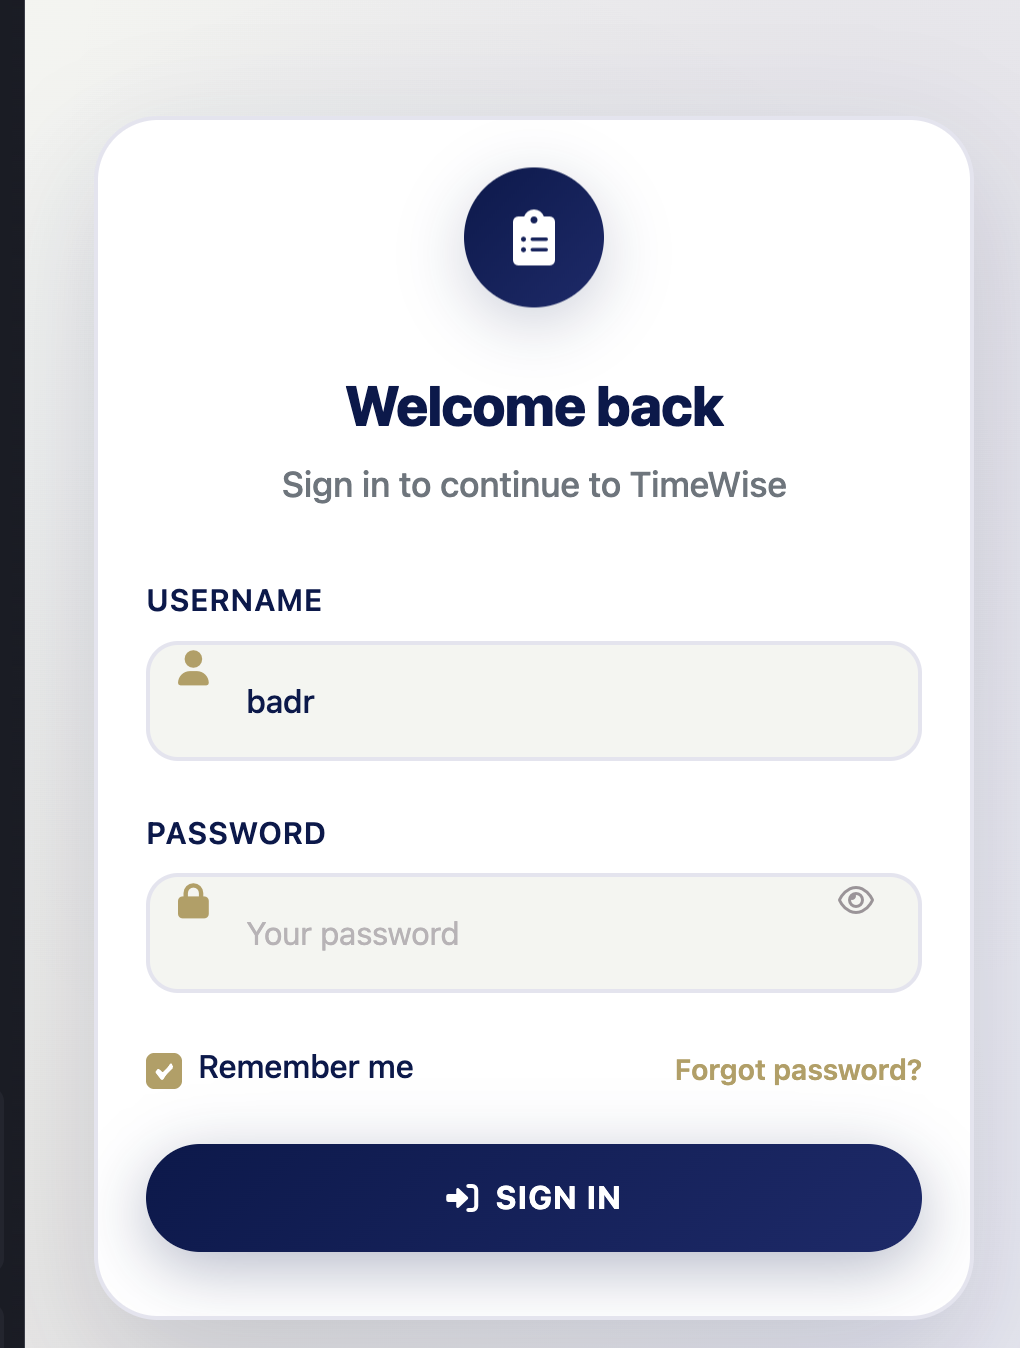 Welcome back
Sign in to continue to TimeWise
USERNAME
badr
PASSWORD
Your password
Remember me
Forgot password?
SIGN IN